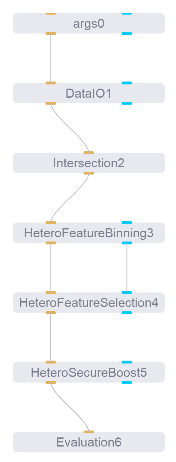 args0
DataIO1
Intersection2
HeteroFeatureBinning3
HeteroFeatureSelection4
HeteroSecureBoost5
Evaluation6